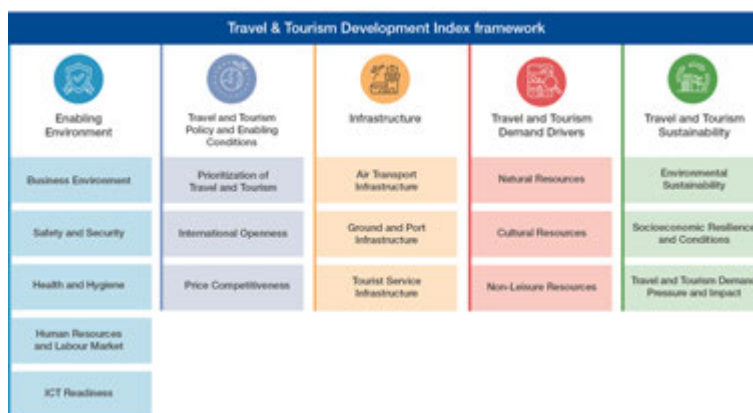 Travel & Tourism Development Index framework
Enabling
Environment
Business Environment
Safety and Security
Health and Hygiene
Human Resources
and Labour Market
ICT Readiness
Travel and Tourism
Policy and Enabling
Conditions
Prioritization of
Travel and Tourism
International Openness
Price Competitiveness
Infrastructure
Air Transport
Infrastructure
Ground and Port
Infrastructure
Tourist Service
Infrastructure
Travel and Tourism
Demand Drivers
Natural Resources
Cultural Resources
Non-Leisure Resources
Travel and Tourism
Sustainability
Environmental
Sustainability
Socioeconomic Resilience
and Conditions
Travel and Tourism Demand
Pressure and Impact